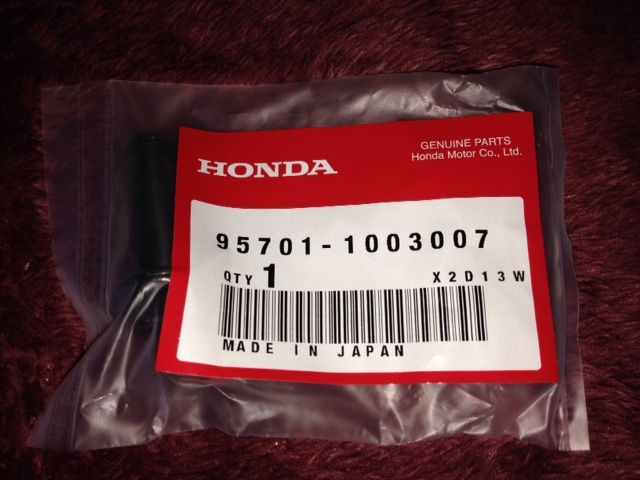 HONDA
GENUINE PARTS
Honda Motor Co., Ltd.
95701-1003007
QTY 1 X2D13W
MADE IN JAPAN